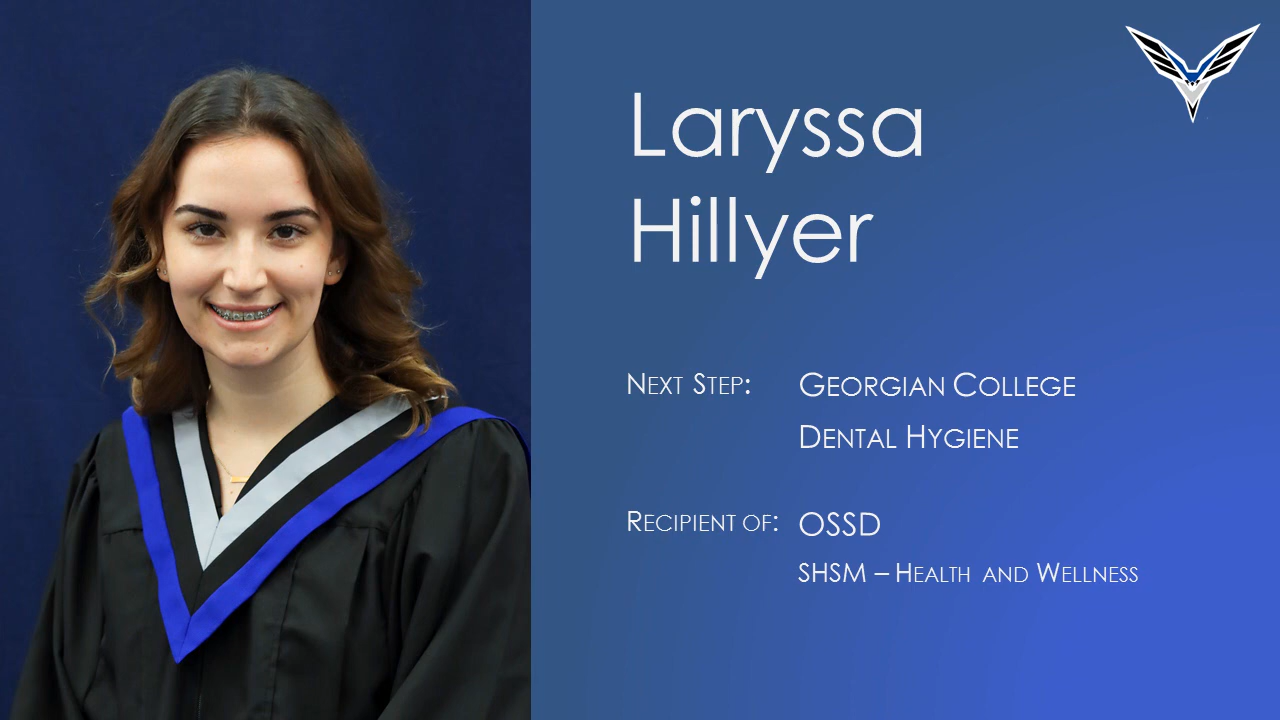 Laryssa
Hillyer
Next Step: Georgian College
Dental Hygiene
Recipient of: OSSD
SHSM – Health and Wellness